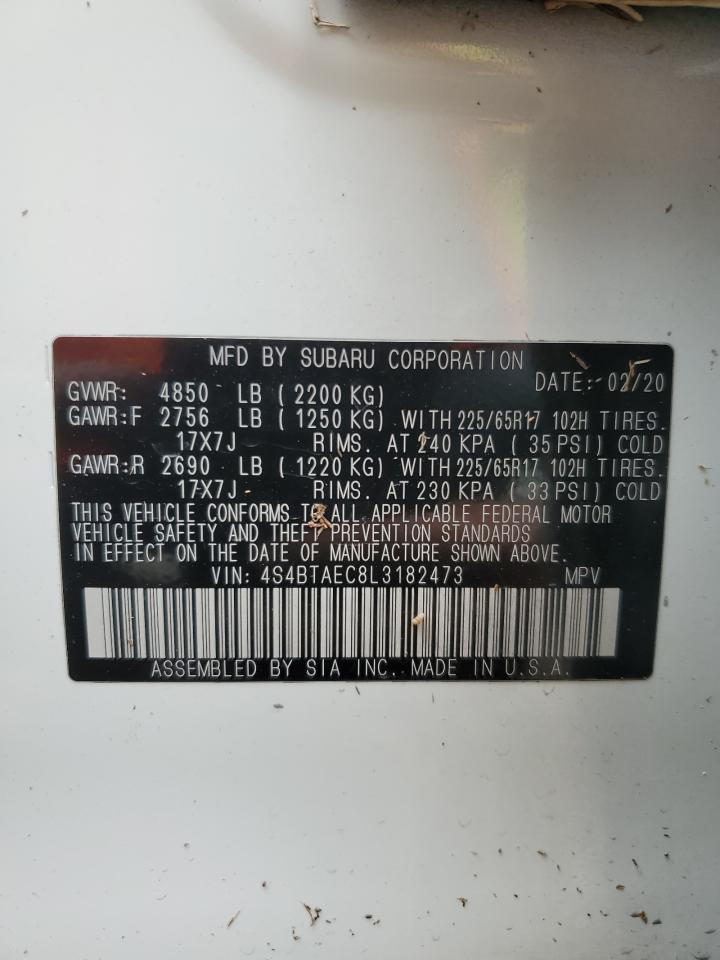 MFD BY SUBARU CORPORATION
DATE: 02/20
GVWR: 4850 LB ( 2200 KG)
GAWR:F 2756 LB ( 1250 KG) WITH 225/65R17 102H TIRES.
17X7J RIMS. AT 240 KPA ( 35 PSI) COLD
GAWR:R 2690 LB ( 1220 KG) WITH 225/65R17 102H TIRES.
17X7J RIMS. AT 230 KPA ( 33 PSI) COLD
THIS VEHICLE CONFORMS TO ALL APPLICABLE FEDERAL MOTOR
VEHICLE SAFETY AND THEFT PREVENTION STANDARDS
IN EFFECT ON THE DATE OF MANUFACTURE SHOWN ABOVE.
VIN: 4S4BTAEC8L3182473 MPV
ASSEMBLED BY SIA INC. MADE IN U.S.A.